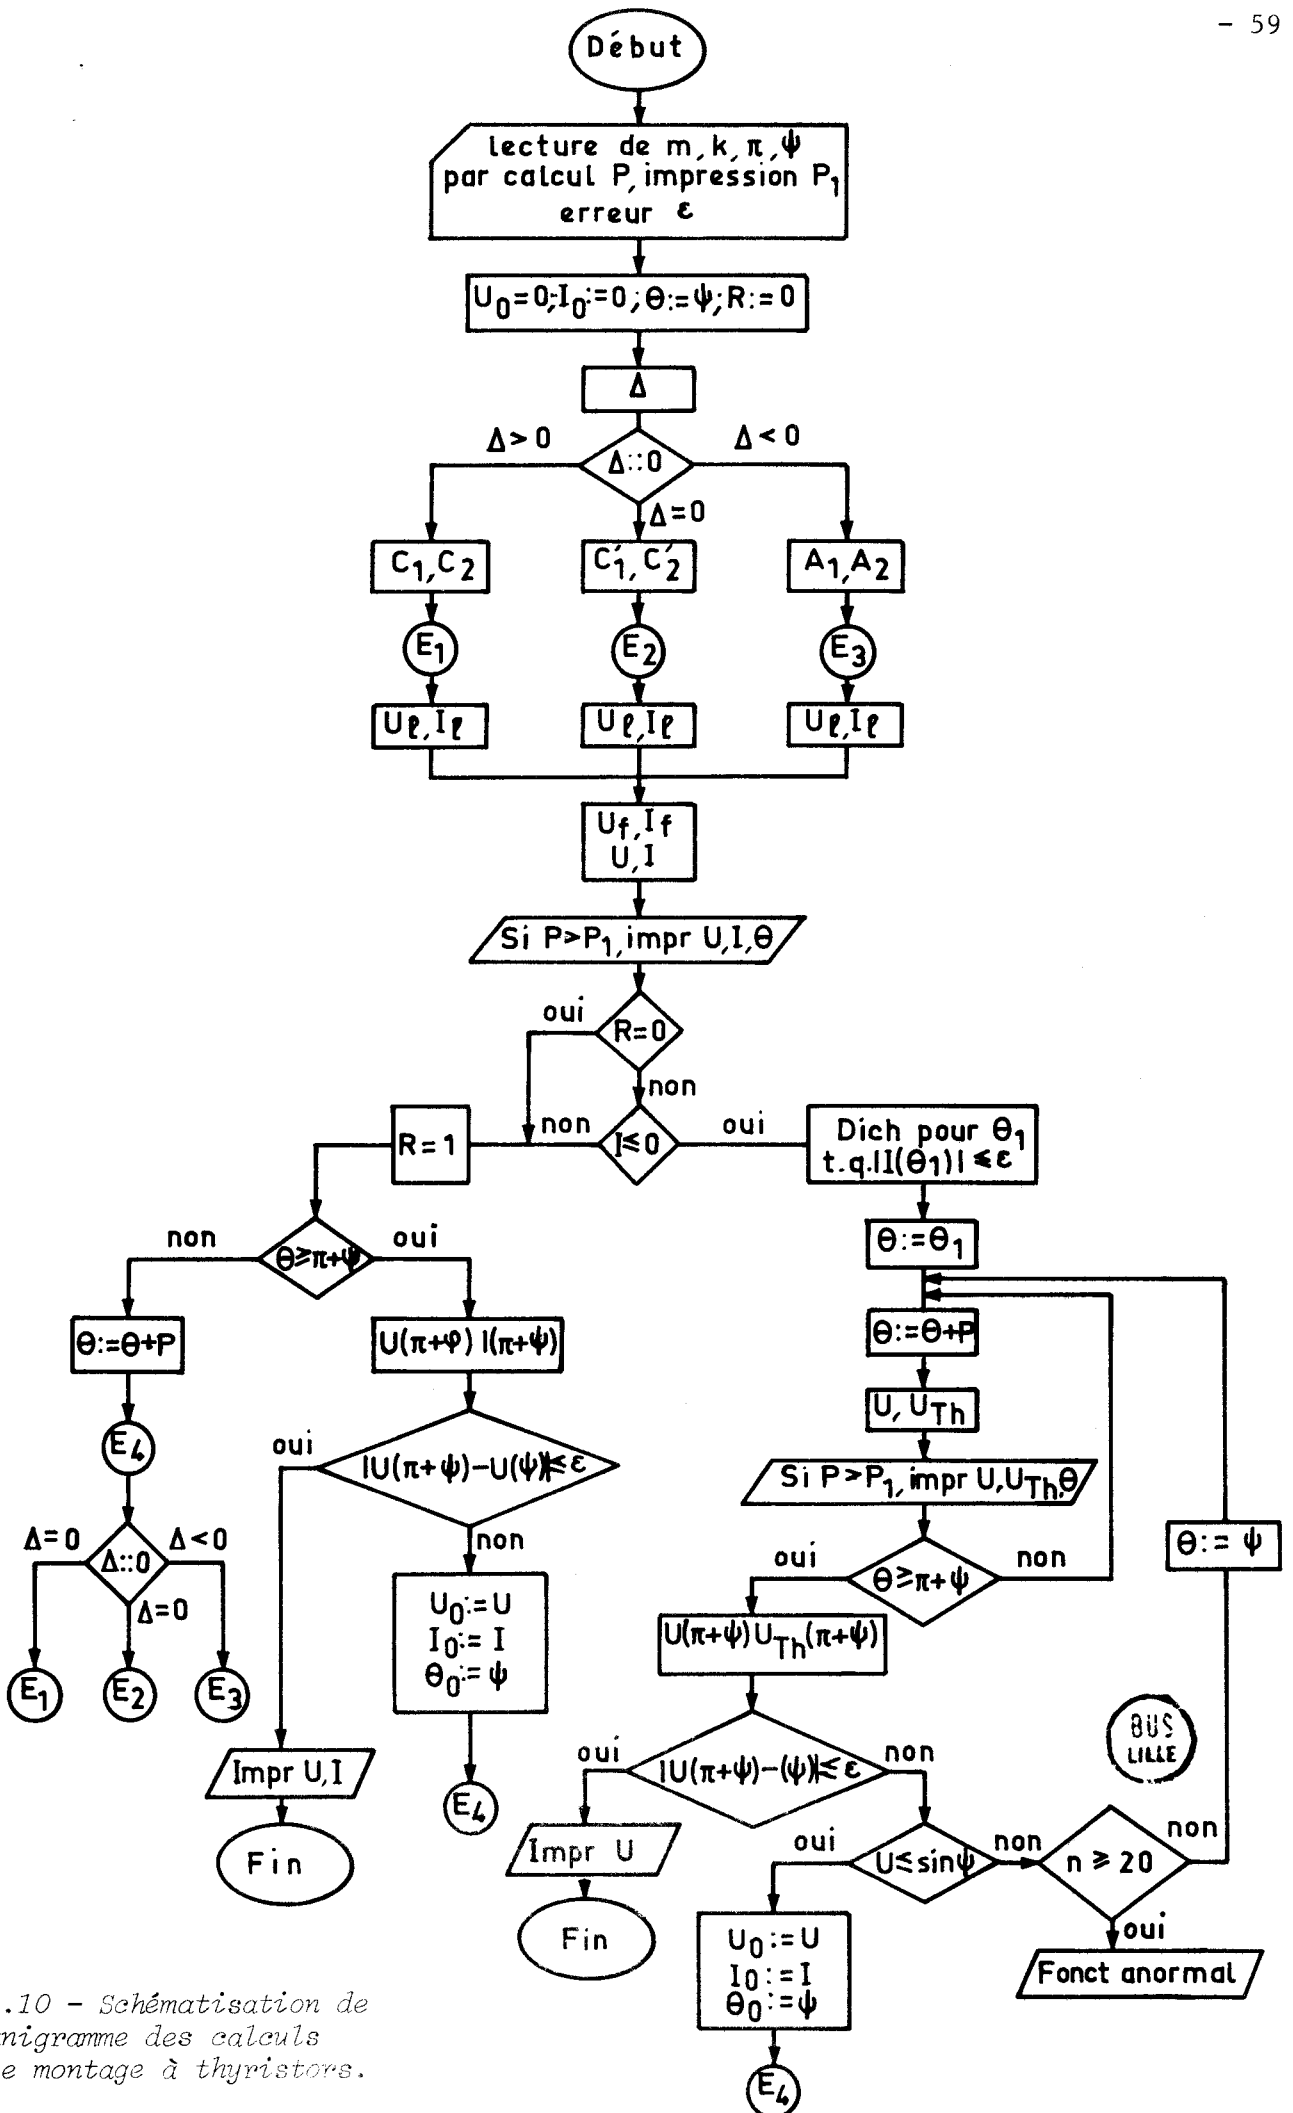 - 59
Début
lecture de m, k, π, ψ
par calcul P, impression P1
erreur ε
U0=0; I0:=0; θ:=ψ; R:=0
Δ
Δ>0
Δ<0
Δ::0
Δ=0
C1, C2
C'1, C'2
A1, A2
E1
E2
E3
Uℓ, Iℓ
Uℓ, Iℓ
Uℓ, Iℓ
Uf, If
U, I
Si P>P1, impr U, I, θ
oui
R=0
non
R=1
non
I≤0
oui
Dich pour θ1
t.q.|I(θ1)|≤ε
non
θ≥π+ψ
oui
θ:=θ1
θ:=θ+P
U(π+φ) I(π+ψ)
θ:=θ+P
U, UTh
E4
oui
|U(π+ψ)-U(ψ)|≤ε
non
Si P>P1, impr U, UTh, θ
Δ=0
Δ<0
Δ::0
Δ=0
oui
θ≥π+ψ
non
θ:= ψ
U0:=U
I0:=I
θ0:=ψ
U(π+ψ) UTh(π+ψ)
E1
E2
E3
BUS
LILLE
Impr U, I
oui
|U(π+ψ)-(ψ)|≤ε
non
E4
Fin
Impr U
oui
U≤sinψ
non
n≥20
non
oui
Fin
U0:=U
I0:=I
θ0:=ψ
Fonct anormal
E4
.10 - Schématisation de
nigramme des calculs
e montage à thyristors.